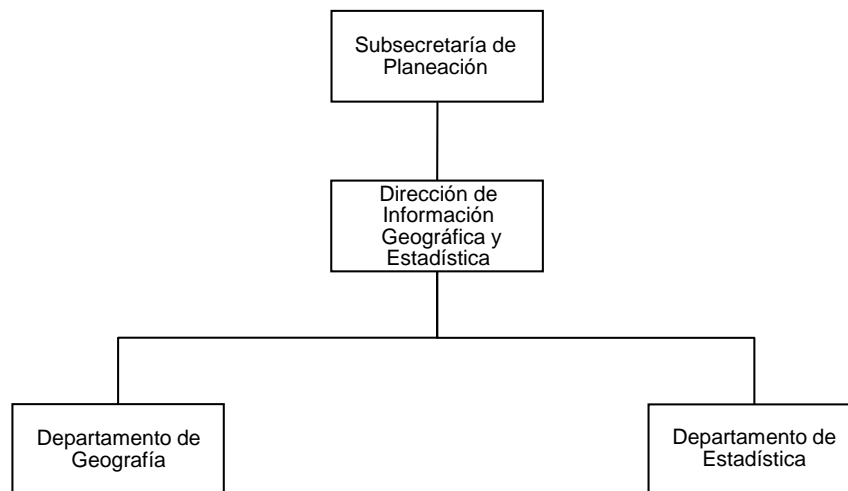 Subsecretaría de
Planeación
Dirección de
Información
Geográfica y
Estadística
Departamento de
Geografía
Departamento de
Estadística